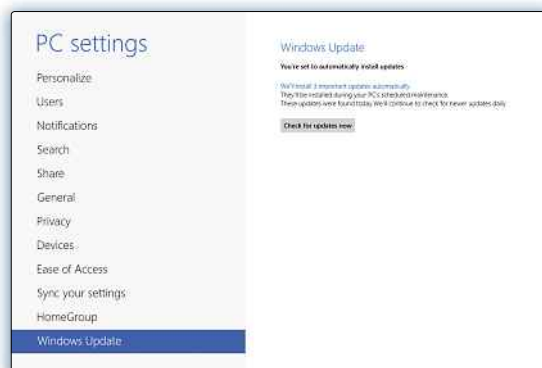 PC settings
Personalize
Users
Notifications
Search
Share
General
Privacy
Devices
Ease of Access
Sync your settings
HomeGroup
Windows Update
Windows Update
You're set to automatically install updates
We'll install 3 important updates automatically
They'll be installed during your PC's scheduled maintenance.
These updates were found today. We'll continue to check for newer updates daily.
Check for updates now